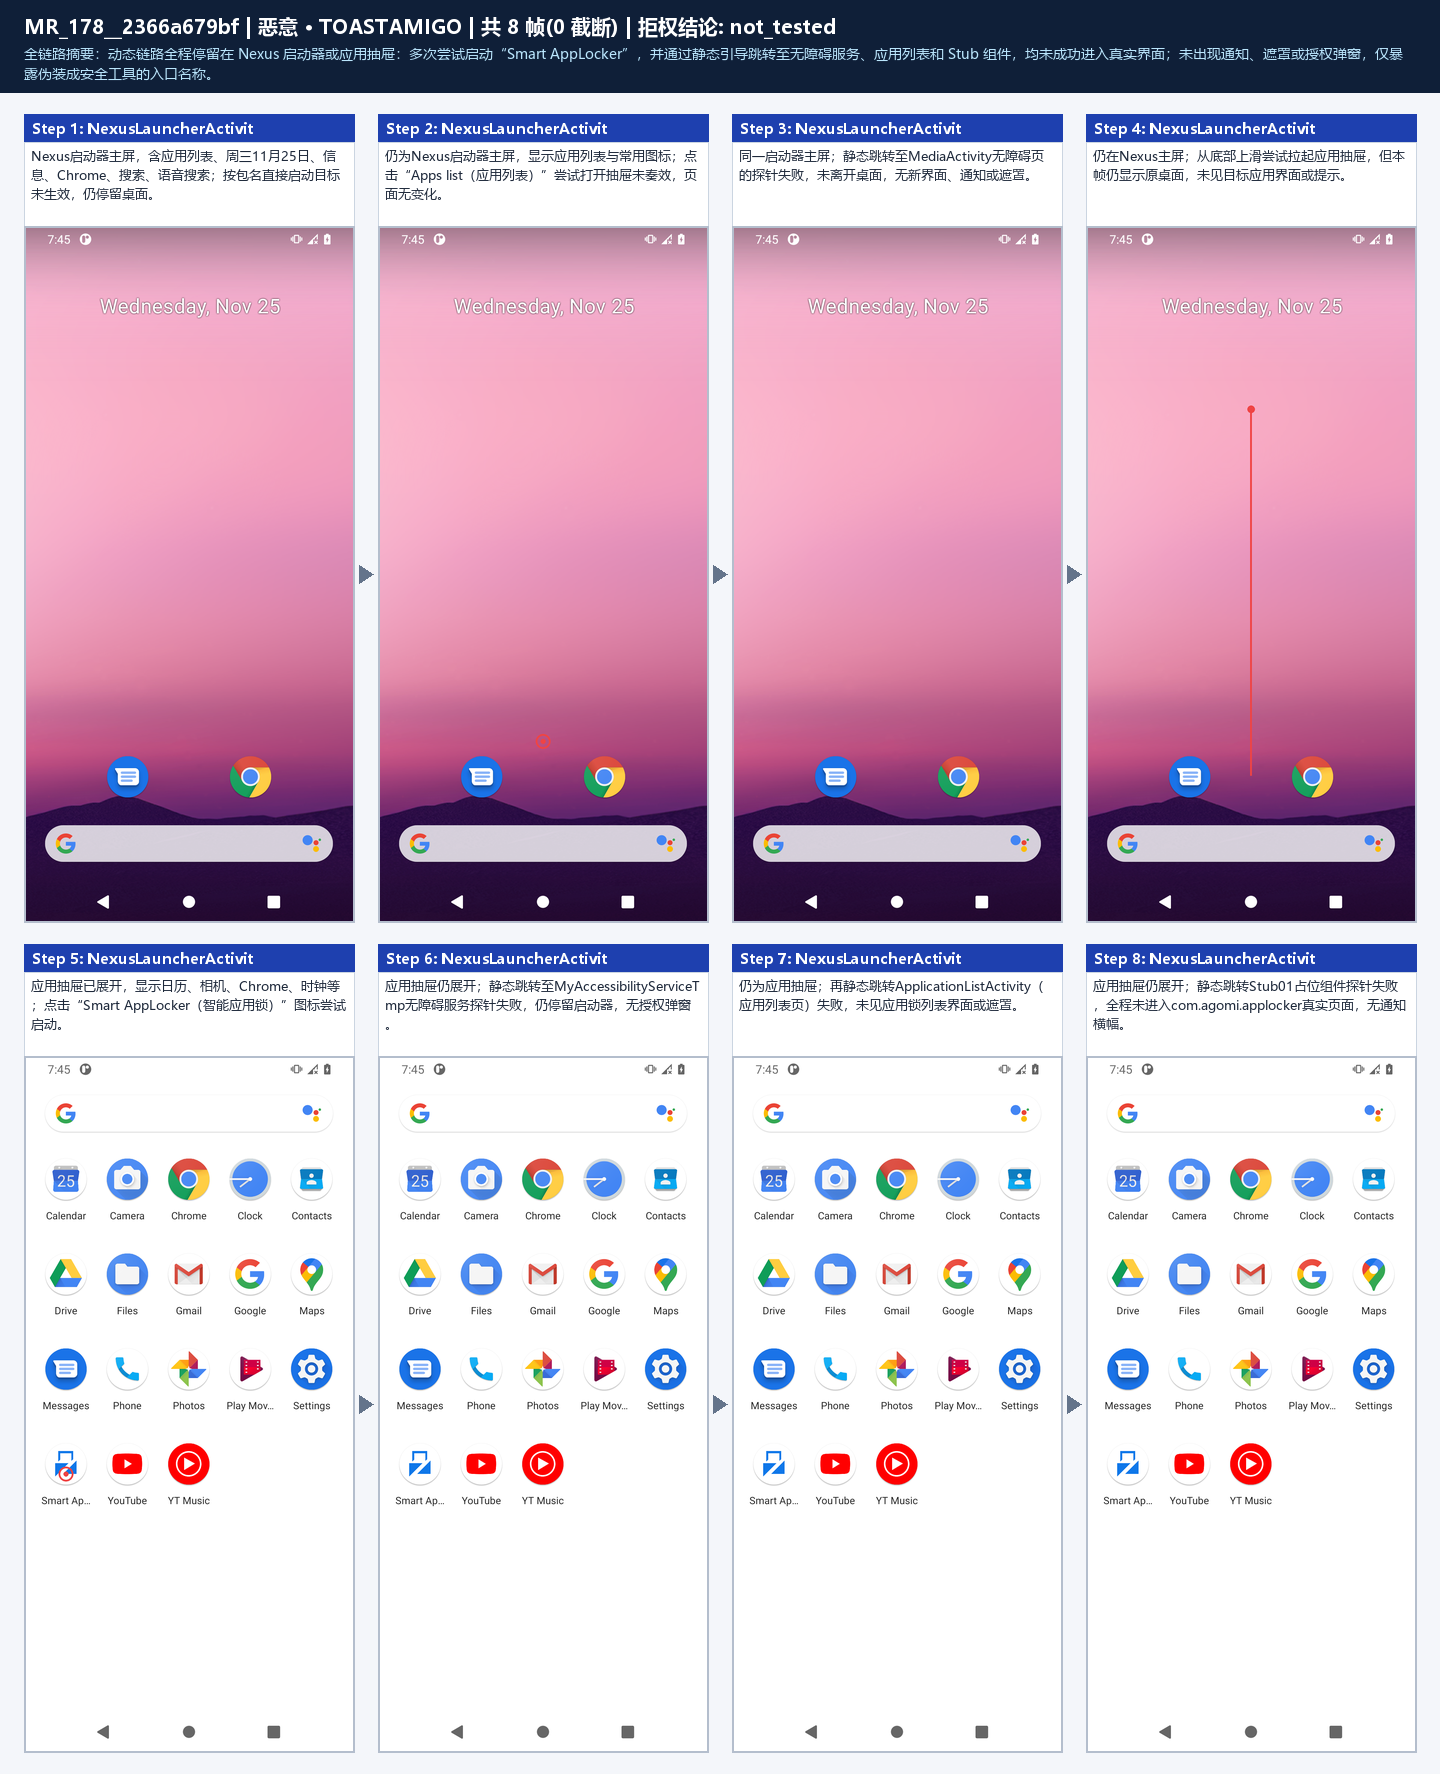 MR_178__2366a679bf | 恶意 • TOASTAMIGO | 共 8 帧(0 截断) | 拒权结论: not_tested
全链路摘要：动态链路全程停留在 Nexus 启动器或应用抽屉：多次尝试启动“Smart AppLocker”，并通过静态引导跳转至无障碍服务、应用列表和 Stub 组件，均未成功进入真实界面；未出现通知、遮罩或授权弹窗，仅暴
露伪装成安全工具的入口名称。
Step 1: NexusLauncherActivit
Nexus启动器主屏，含应用列表、周三11月25日、信
息、Chrome、搜索、语音搜索；按包名直接启动目标
未生效，仍停留桌面。
7:45
Wednesday, Nov 25
Step 2: NexusLauncherActivit
仍为Nexus启动器主屏，显示应用列表与常用图标；点
击“Apps list（应用列表）”尝试打开抽屉未奏效，页
面无变化。
7:45
Wednesday, Nov 25
Step 3: NexusLauncherActivit
同一启动器主屏；静态跳转至MediaActivity无障碍页
的探针失败，未离开桌面，无新界面、通知或遮罩。
7:45
Wednesday, Nov 25
Step 4: NexusLauncherActivit
仍在Nexus主屏；从底部上滑尝试拉起应用抽屉，但本
帧仍显示原桌面，未见目标应用界面或提示。
7:45
Wednesday, Nov 25
Step 5: NexusLauncherActivit
应用抽屉已展开，显示日历、相机、Chrome、时钟等
；点击“Smart AppLocker（智能应用锁）”图标尝试
启动。
7:45
25
Calendar Camera Chrome Clock Contacts
Drive Files Gmail Google Maps
Messages Phone Photos Play Mov... Settings
Smart Ap... YouTube YT Music
Step 6: NexusLauncherActivit
应用抽屉仍展开；静态跳转至MyAccessibilityServiceT
mp无障碍服务探针失败，仍停留启动器，无授权弹窗
。
7:45
25
Calendar Camera Chrome Clock Contacts
Drive Files Gmail Google Maps
Messages Phone Photos Play Mov... Settings
Smart Ap... YouTube YT Music
Step 7: NexusLauncherActivit
仍为应用抽屉；再静态跳转ApplicationListActivity（
应用列表页）失败，未见应用锁列表界面或遮罩。
7:45
25
Calendar Camera Chrome Clock Contacts
Drive Files Gmail Google Maps
Messages Phone Photos Play Mov... Settings
Smart Ap... YouTube YT Music
Step 8: NexusLauncherActivit
应用抽屉仍展开；静态跳转Stub01占位组件探针失败
，全程未进入com.agomi.applocker真实页面，无通知
横幅。
7:45
25
Calendar Camera Chrome Clock Contacts
Drive Files Gmail Google Maps
Messages Phone Photos Play Mov... Settings
Smart Ap... YouTube YT Music